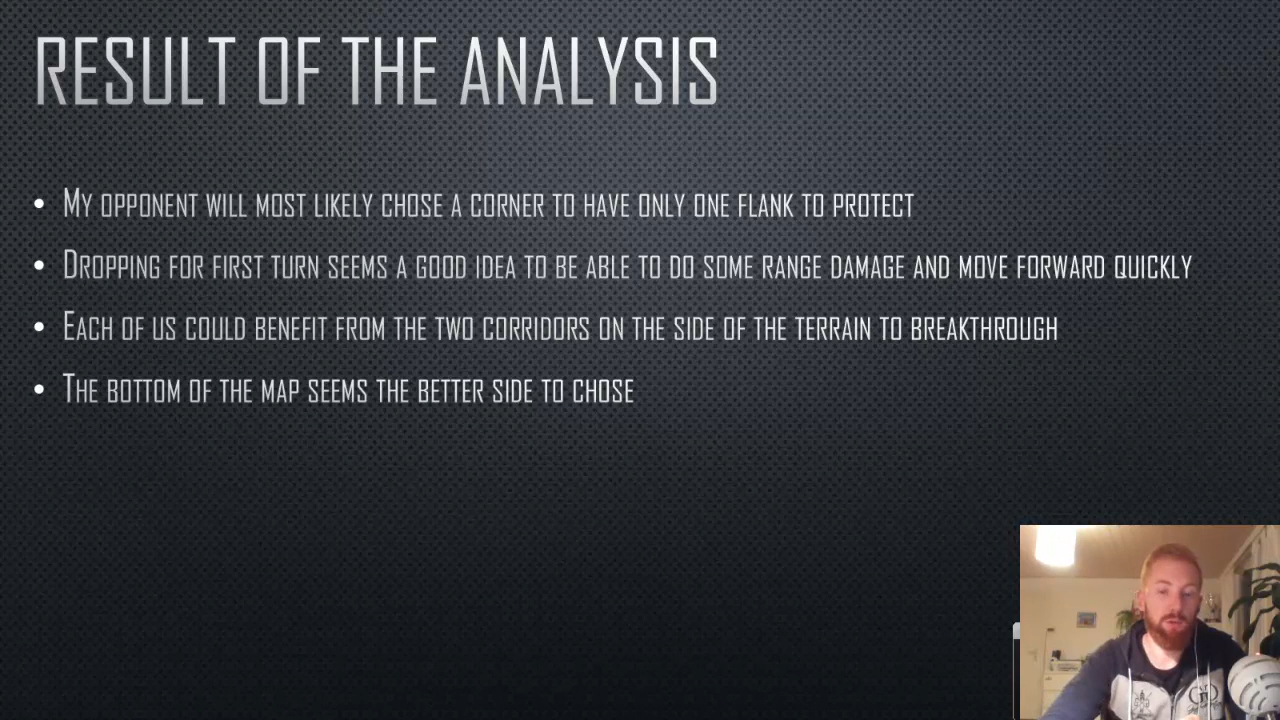 RESULT OF THE ANALYSIS
• MY OPPONENT WILL MOST LIKELY CHOSE A CORNER TO HAVE ONLY ONE FLANK TO PROTECT
• DROPPING FOR FIRST TURN SEEMS A GOOD IDEA TO BE ABLE TO DO SOME RANGE DAMAGE AND MOVE FORWARD QUICKLY
• EACH OF US COULD BENEFIT FROM THE TWO CORRIDORS ON THE SIDE OF THE TERRAIN TO BREAKTHROUGH
• THE BOTTOM OF THE MAP SEEMS THE BETTER SIDE TO CHOSE